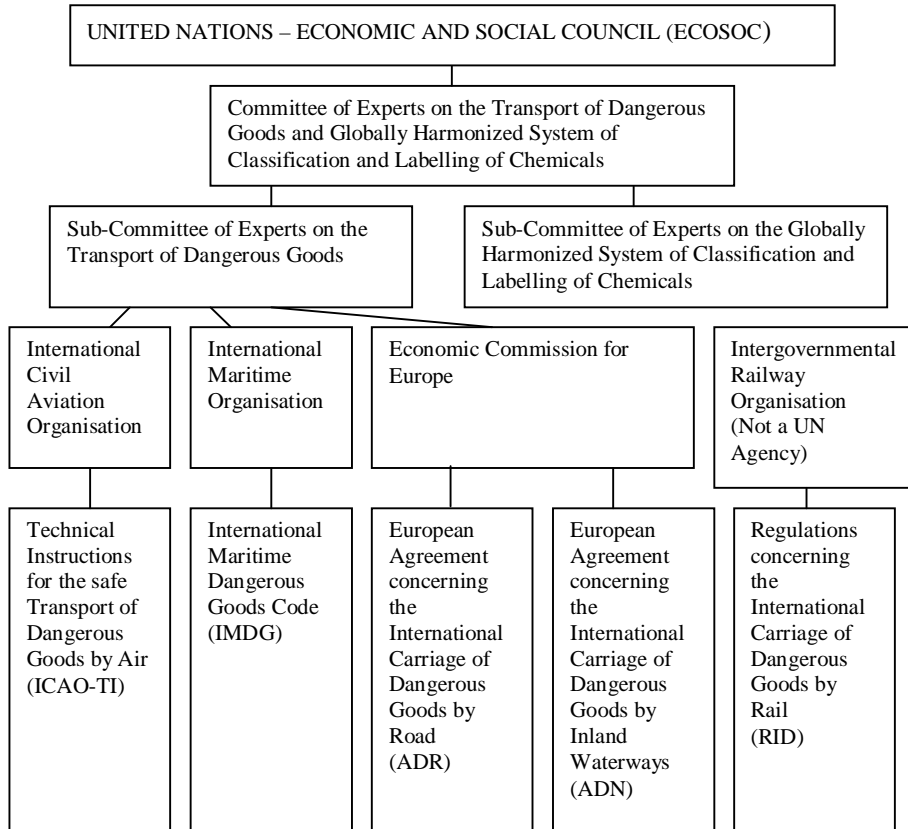 UNITED NATIONS – ECONOMIC AND SOCIAL COUNCIL (ECOSOC)
Committee of Experts on the Transport of Dangerous
Goods and Globally Harmonized System of
Classification and Labelling of Chemicals
Sub-Committee of Experts on the
Transport of Dangerous Goods
Sub-Committee of Experts on the Globally
Harmonized System of Classification and
Labelling of Chemicals
International
Civil
Aviation
Organisation
International
Maritime
Organisation
Economic Commission for
Europe
Intergovernmental
Railway
Organisation
(Not a UN
Agency)
Technical
Instructions
for the safe
Transport of
Dangerous
Goods by Air
(ICAO-TI)
International
Maritime
Dangerous
Goods Code
(IMDG)
European
Agreement
concerning
the
International
Carriage of
Dangerous
Goods by
Road
(ADR)
European
Agreement
concerning
the
International
Carriage of
Dangerous
Goods by
Inland
Waterways
(ADN)
Regulations
concerning
the
International
Carriage of
Dangerous
Goods by
Rail
(RID)